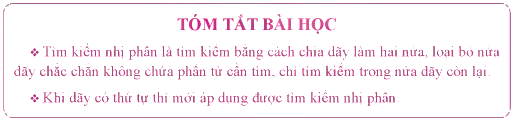 TÓM TẮT BÀI HỌC
❖ Tìm kiếm nhị phân là tìm kiếm bằng cách chia dãy làm hai nửa, loại bỏ nửa
dãy chắc chắn không chứa phần tử cần tìm, chỉ tìm kiếm trong nửa dãy còn lại.
❖ Khi dãy có thứ tự thì mới áp dụng được tìm kiếm nhị phân.